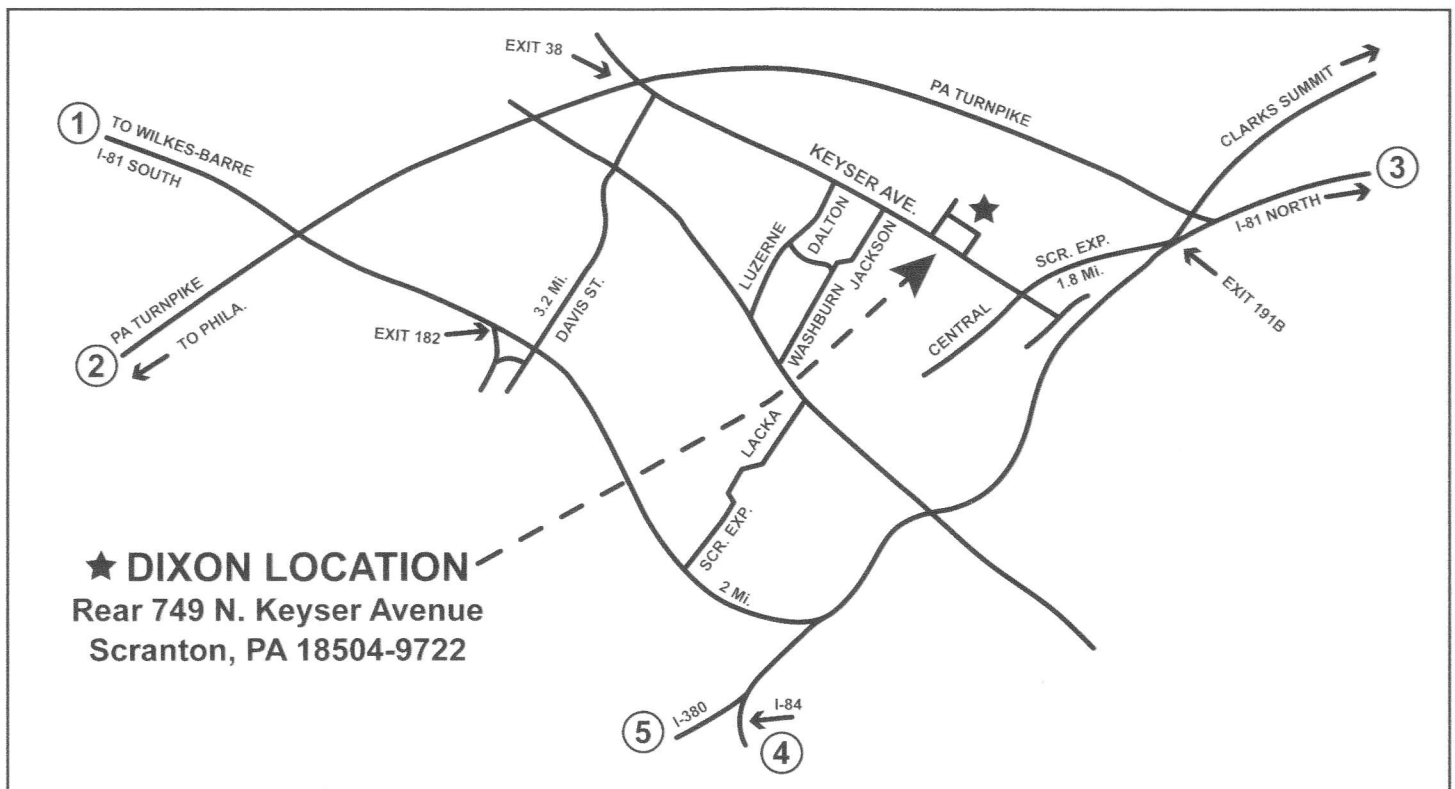 EXIT 38
PA TURNPIKE
CLARKS SUMMIT
1
TO WILKES-BARRE
I-81 SOUTH
3
I-81 NORTH
KEYSER AVE.
LUZERNE
DALTON
JACKSON
WASHBURN
SCR. EXP.
1.8 Mi.
CENTRAL
EXIT 191B
3.2 Mi.
DAVIS ST.
EXIT 182
PA TURNPIKE
TO PHILA.
2
LACKA
SCR. EXP.
2 Mi.
★ DIXON LOCATION
Rear 749 N. Keyser Avenue
Scranton, PA 18504-9722
5
I-380
I-84
4